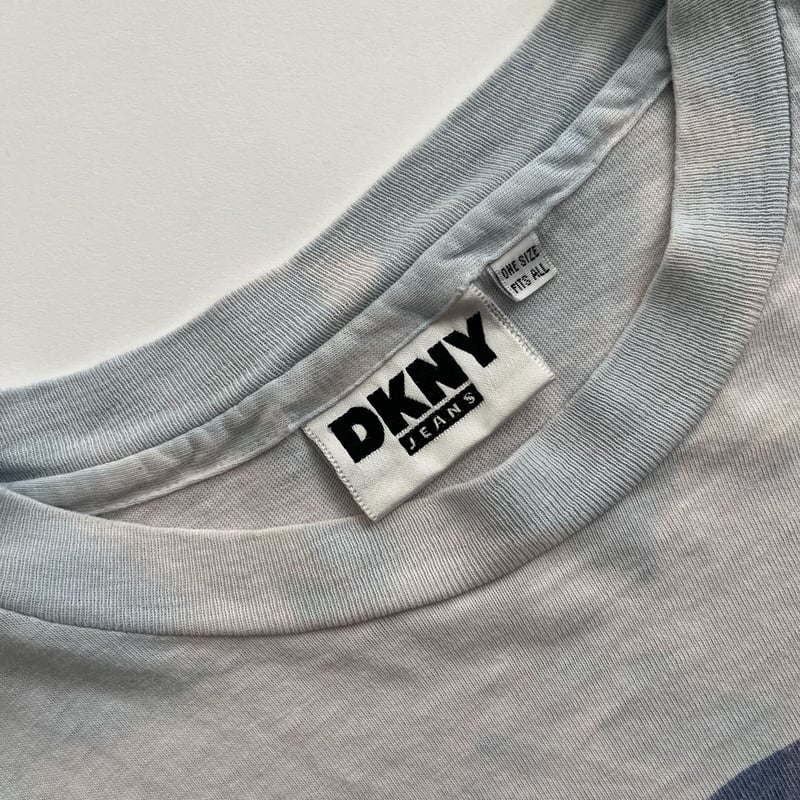 ONE SIZE
FITS ALL
DKNY
JEANS